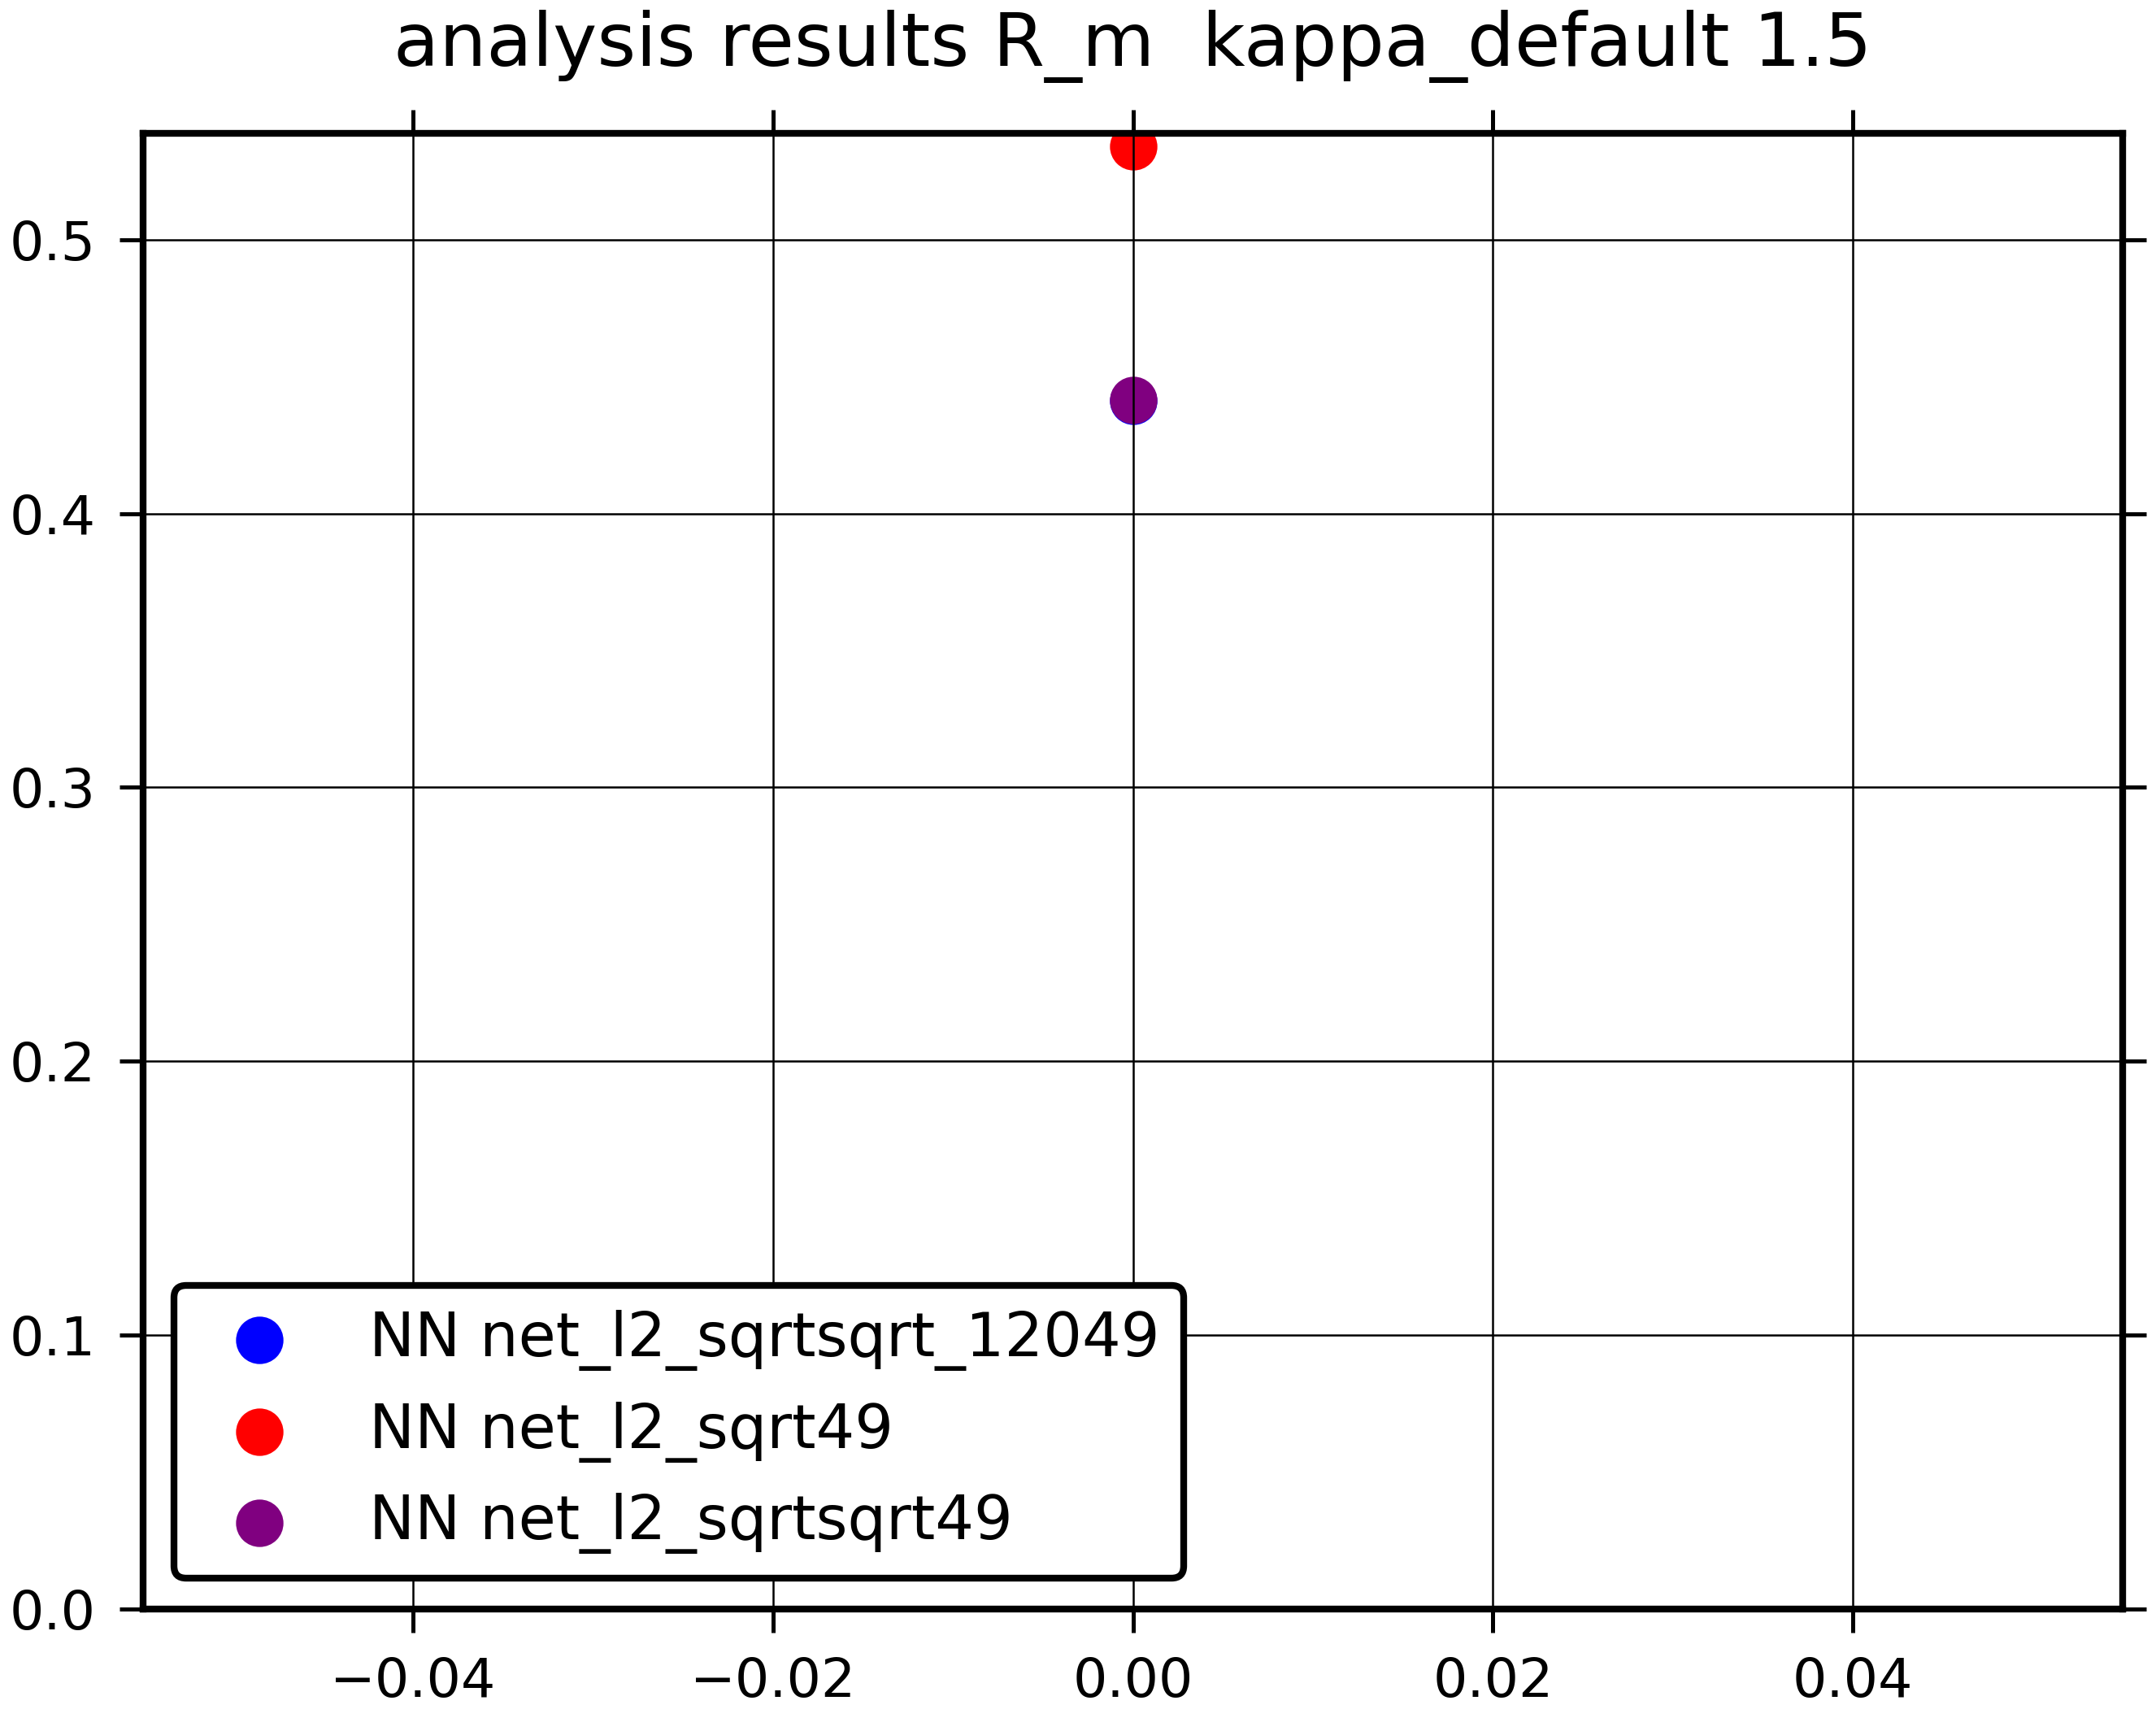 analysis results R_m  kappa_default 1.5
0.5
0.4
0.3
0.2
0.1
0.0
NN net_l2_sqrtsqrt_12049
NN net_l2_sqrt49
NN net_l2_sqrtsqrt49
−0.04 −0.02 0.00 0.02 0.04